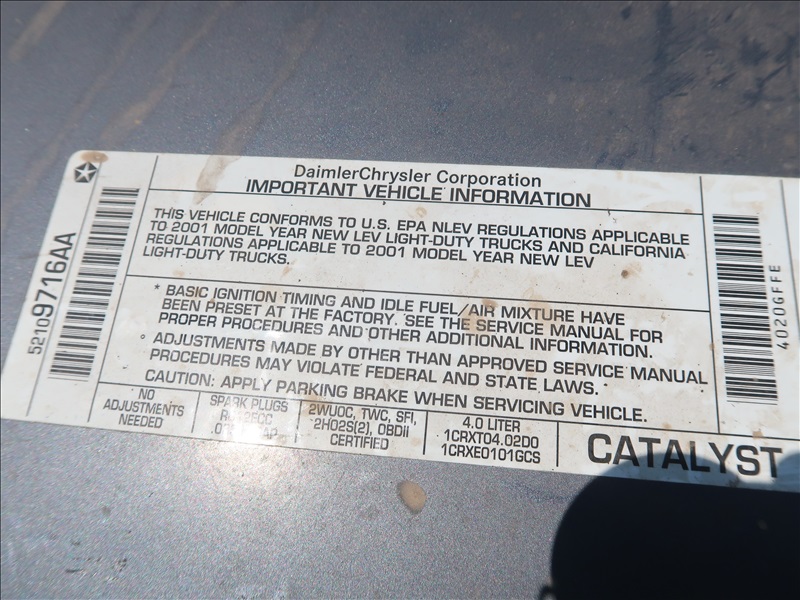 DaimlerChrysler Corporation
IMPORTANT VEHICLE INFORMATION
THIS VEHICLE CONFORMS TO U.S. EPA NLEV REGULATIONS APPLICABLE
TO 2001 MODEL YEAR NEW LEV LIGHT-DUTY TRUCKS AND CALIFORNIA
REGULATIONS APPLICABLE TO 2001 MODEL YEAR NEW LEV
LIGHT-DUTY TRUCKS.
* BASIC IGNITION TIMING AND IDLE FUEL/AIR MIXTURE HAVE
BEEN PRESET AT THE FACTORY. SEE THE SERVICE MANUAL FOR
PROPER PROCEDURES AND OTHER ADDITIONAL INFORMATION.
* ADJUSTMENTS MADE BY OTHER THAN APPROVED SERVICE MANUAL
PROCEDURES MAY VIOLATE FEDERAL AND STATE LAWS.
CAUTION: APPLY PARKING BRAKE WHEN SERVICING VEHICLE.
NO
ADJUSTMENTS
NEEDED
SPARK PLUGS
2WUOC, TWC, SFI,
2HO2S(2), OBDII
CERTIFIED
4.0 LITER
1CRXT04.02D0
1CRXE0101GCS
CATALYST
52109716AA
4020GFFE